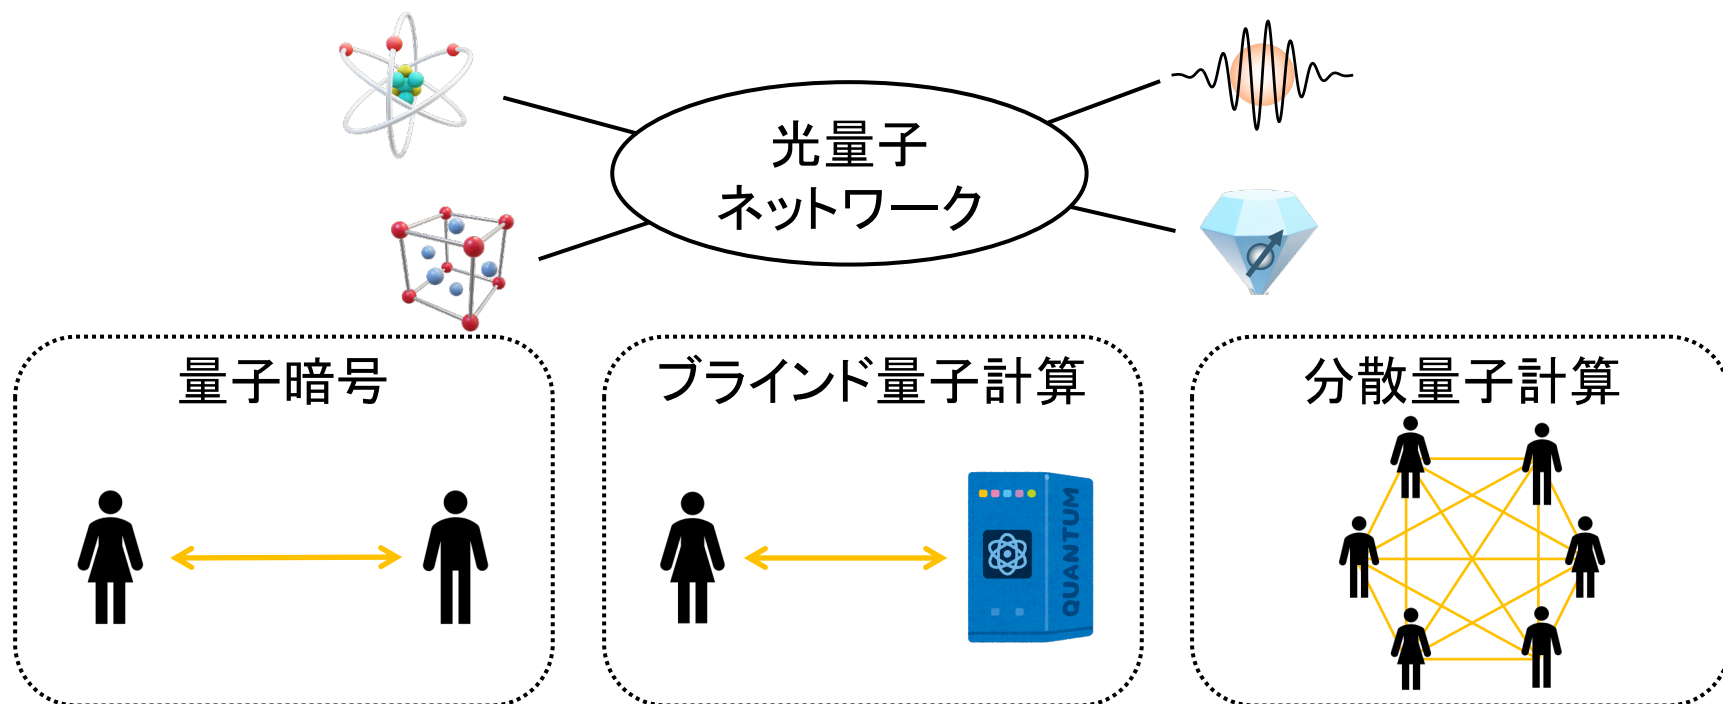 光量子
ネットワーク
量子暗号
ブラインド量子計算
分散量子計算
QUANTUM